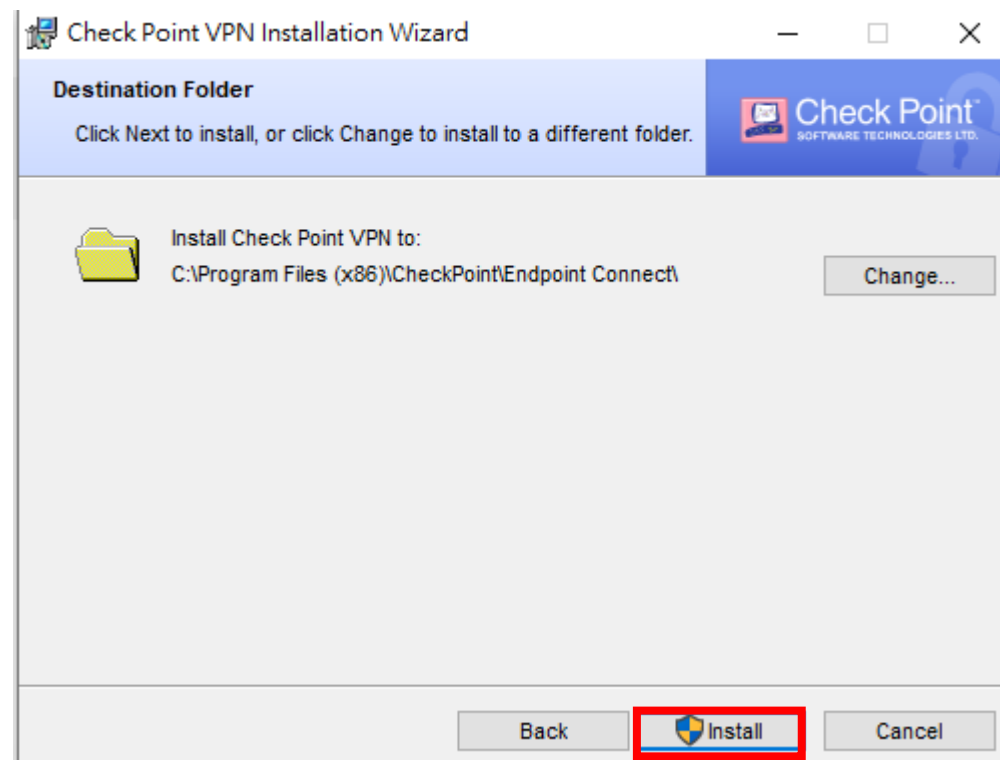 Check Point VPN Installation Wizard
Destination Folder
Click Next to install, or click Change to install to a different folder.
Check Point™
SOFTWARE TECHNOLOGIES LTD.
Install Check Point VPN to:
C:\Program Files (x86)\CheckPoint\Endpoint Connect\
Change...
Back
Install
Cancel